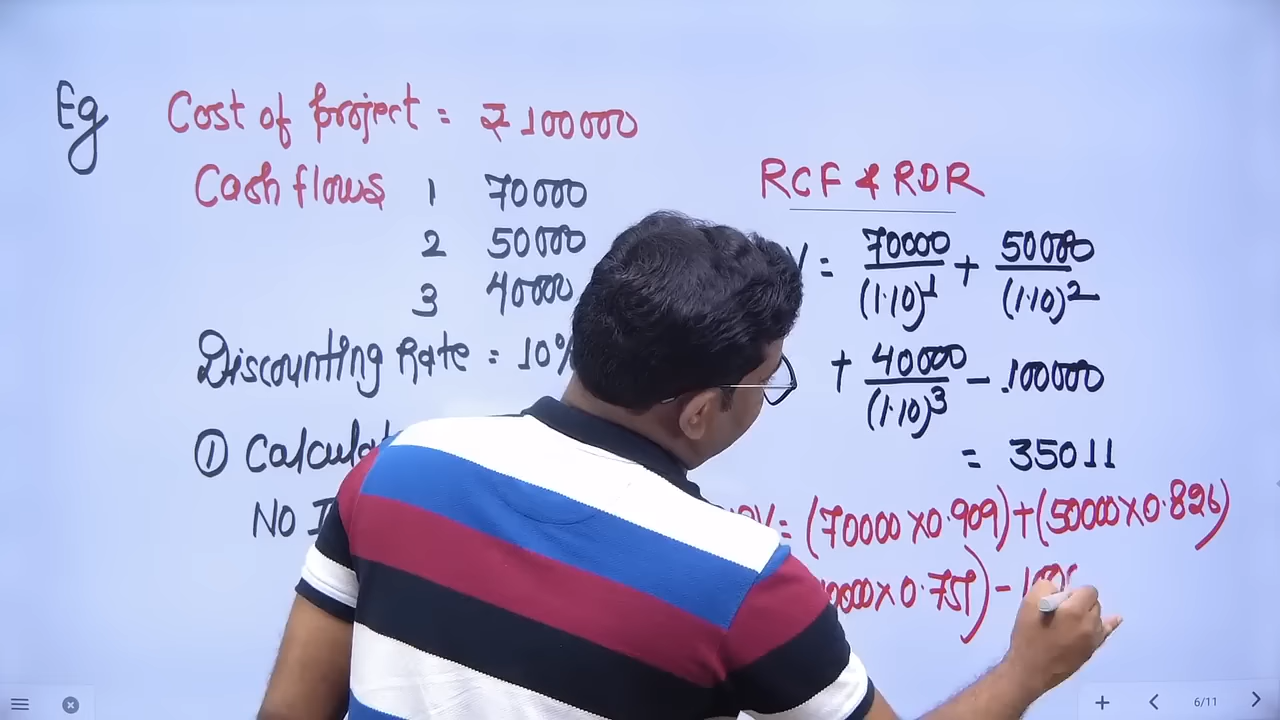 Eg Cost of project = ₹ 100000
Cash flows 1 70000
2 50000
3 40000
Discounting Rate = 10%
① Calculat
NO I
RCF & RDR
V = 70000/(1.10)^1 + 50000/(1.10)^2
+ 40000/(1.10)^3 - 100000
= 35011
NPV = (70000 X 0.909) + (50000 X 0.826)
0000 X 0.751) - 1000
6/11